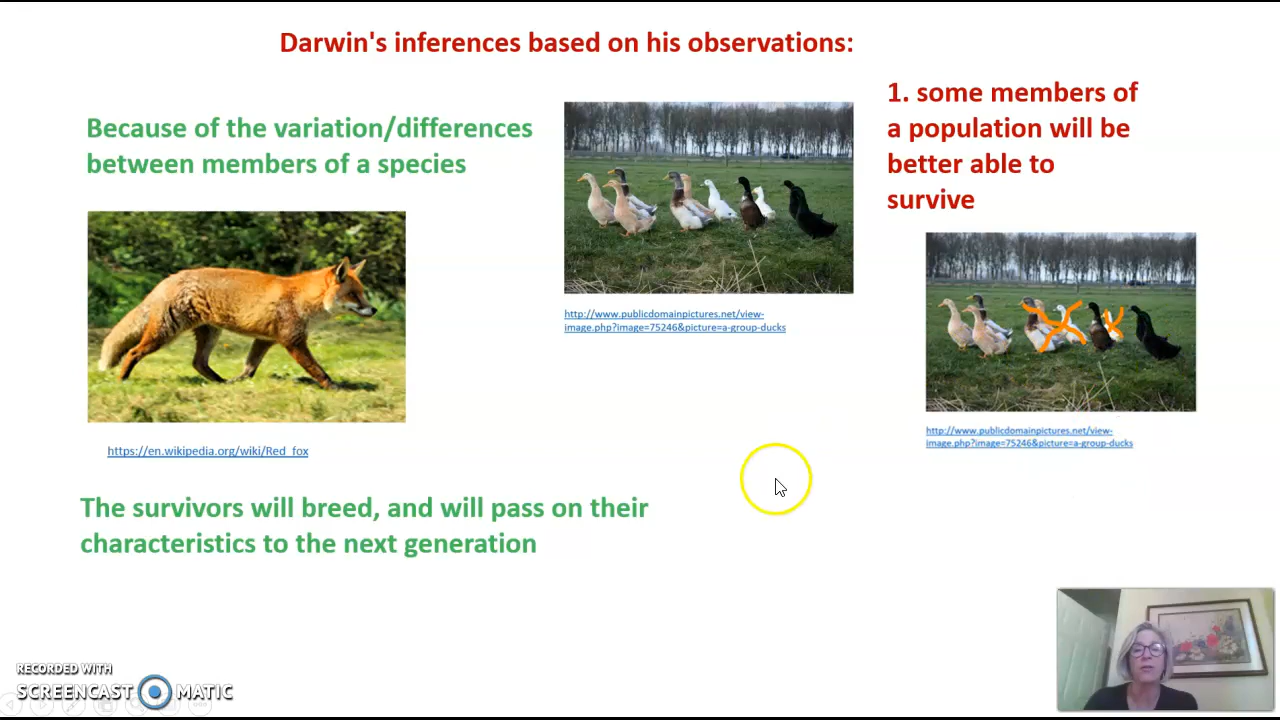 Darwin's inferences based on his observations:
Because of the variation/differences
between members of a species
1. some members of
a population will be
better able to
survive
http://www.publicdomainpictures.net/view-
image.php?image=75246&picture=a-group-ducks
http://www.publicdomainpictures.net/view-
image.php?image=75246&picture=a-group-ducks
https://en.wikipedia.org/wiki/Red_fox
The survivors will breed, and will pass on their
characteristics to the next generation
RECORDED WITH
SCREENCAST MATIC